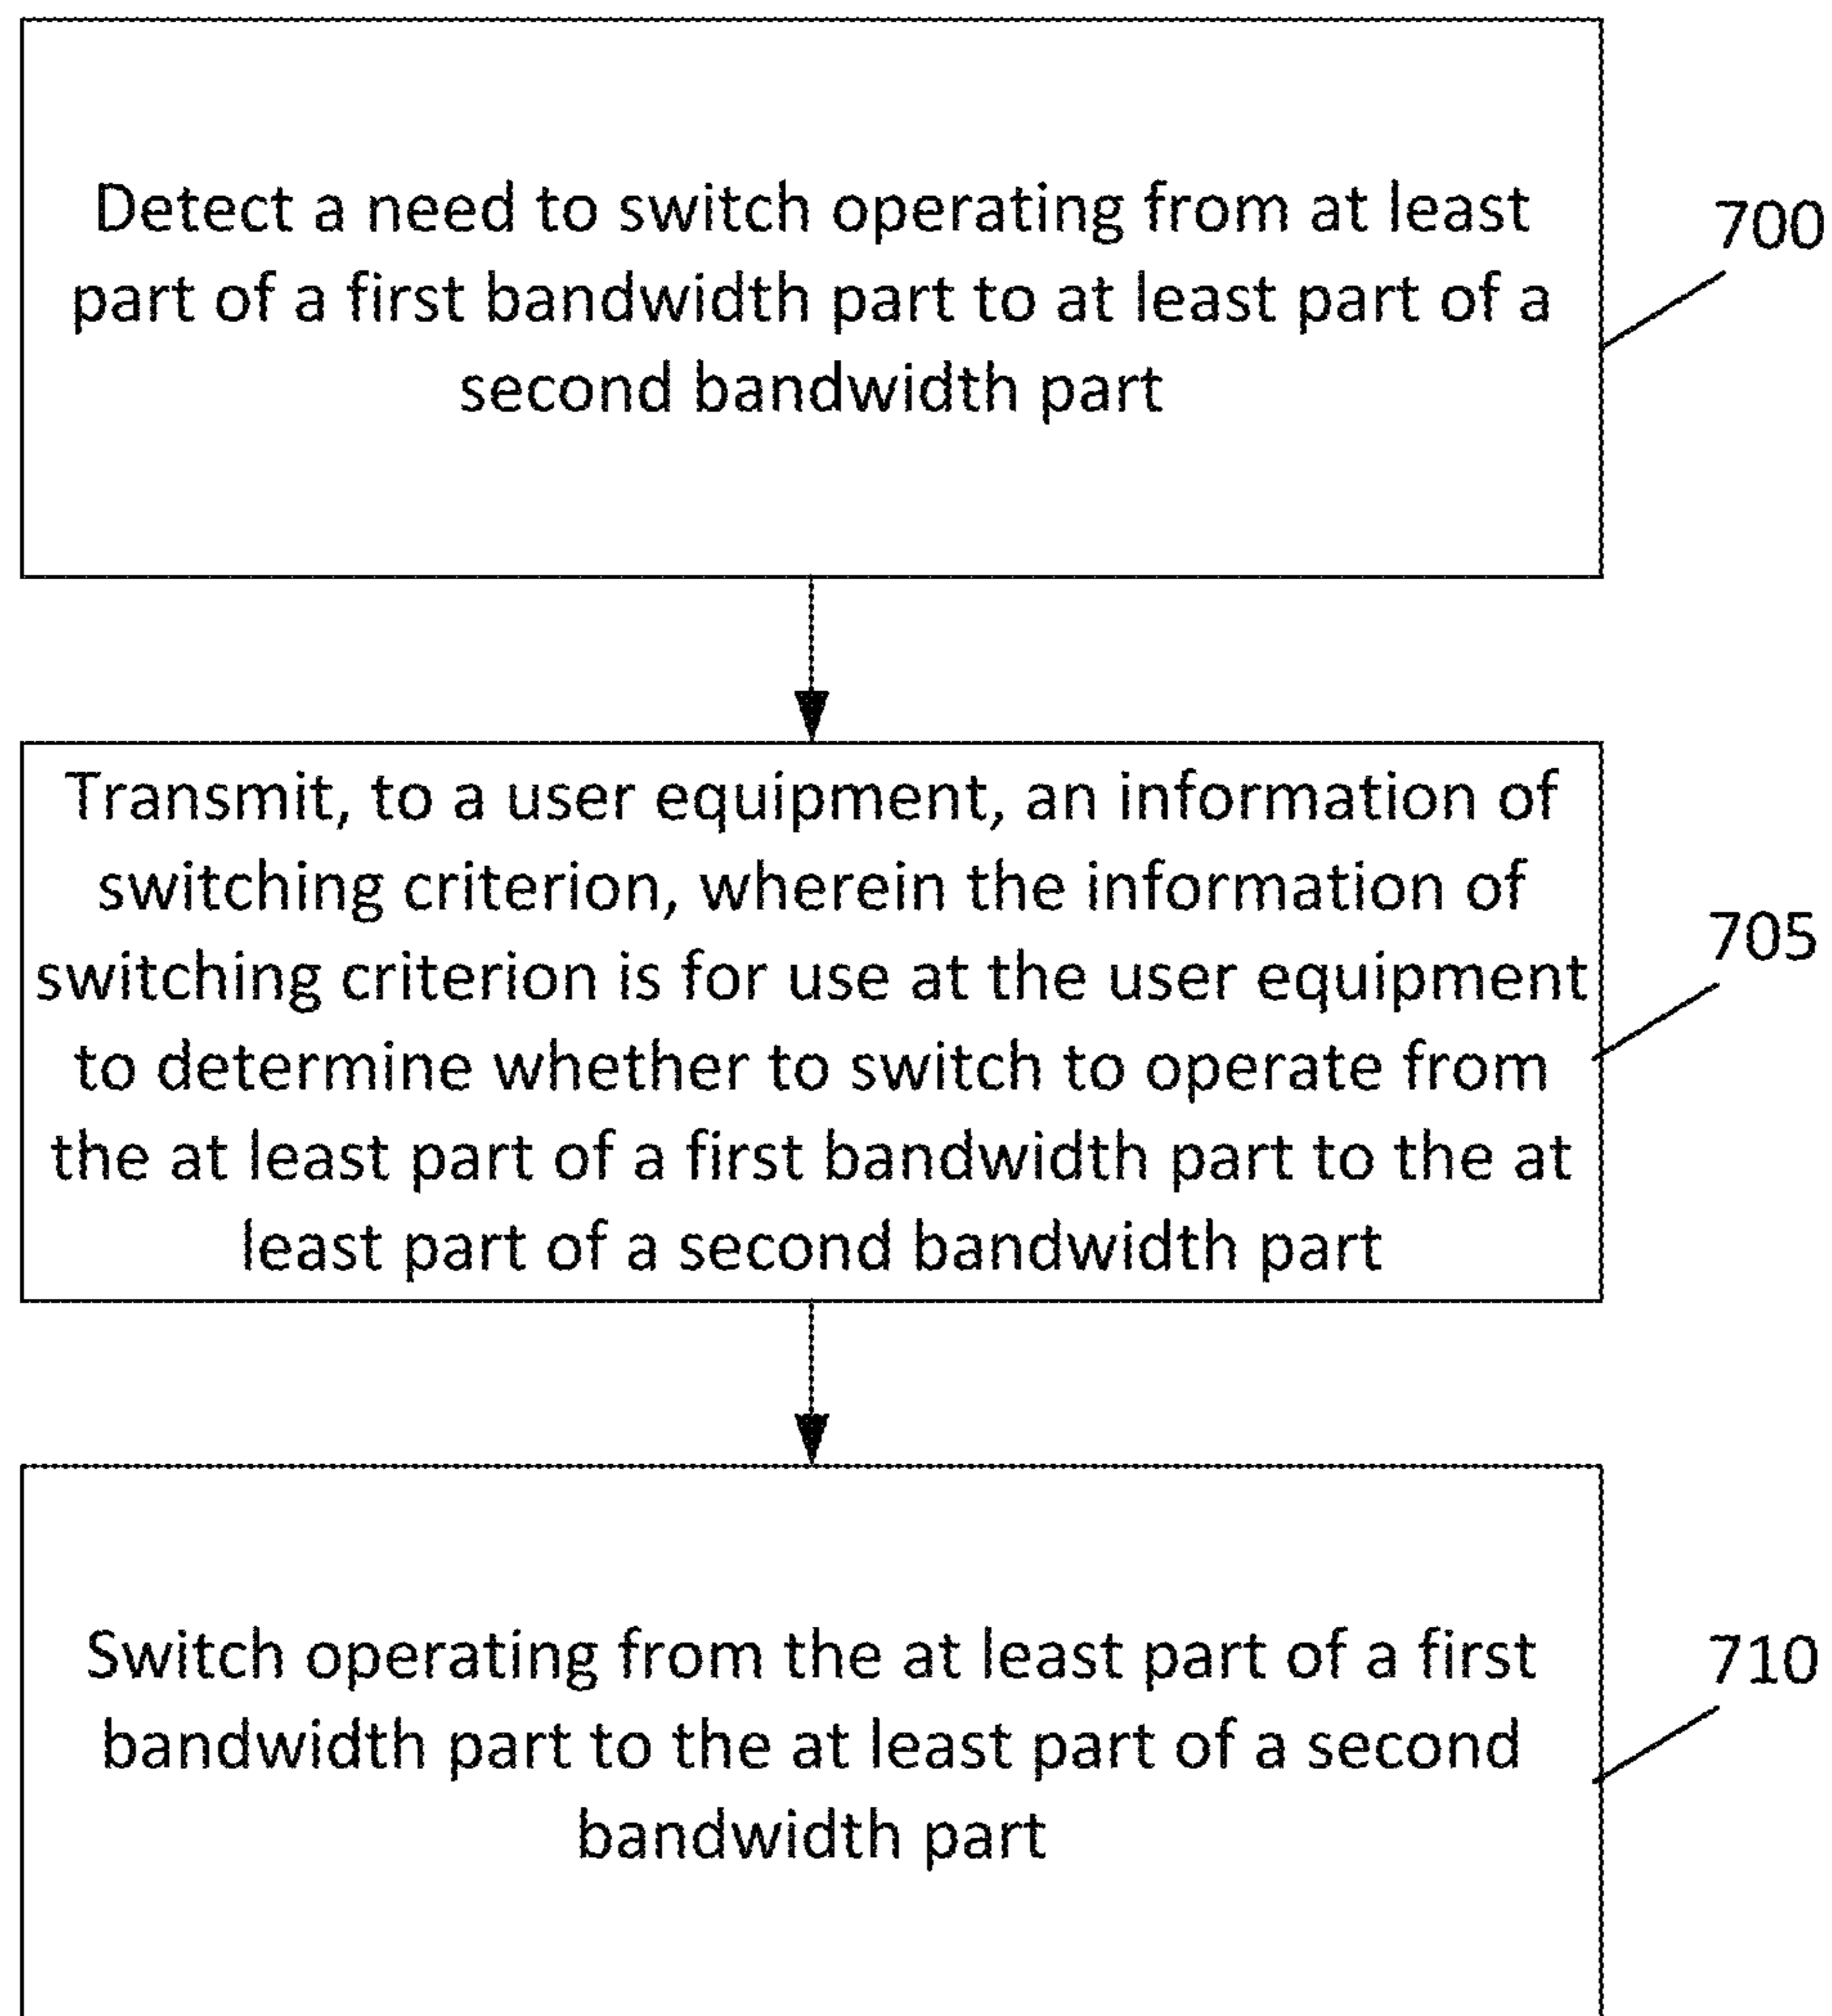 Detect a need to switch operating from at least
part of a first bandwidth part to at least part of a
second bandwidth part
700
Transmit, to a user equipment, an information of
switching criterion, wherein the information of
switching criterion is for use at the user equipment
to determine whether to switch to operate from
the at least part of a first bandwidth part to the at
least part of a second bandwidth part
705
Switch operating from the at least part of a first
bandwidth part to the at least part of a second
bandwidth part
710